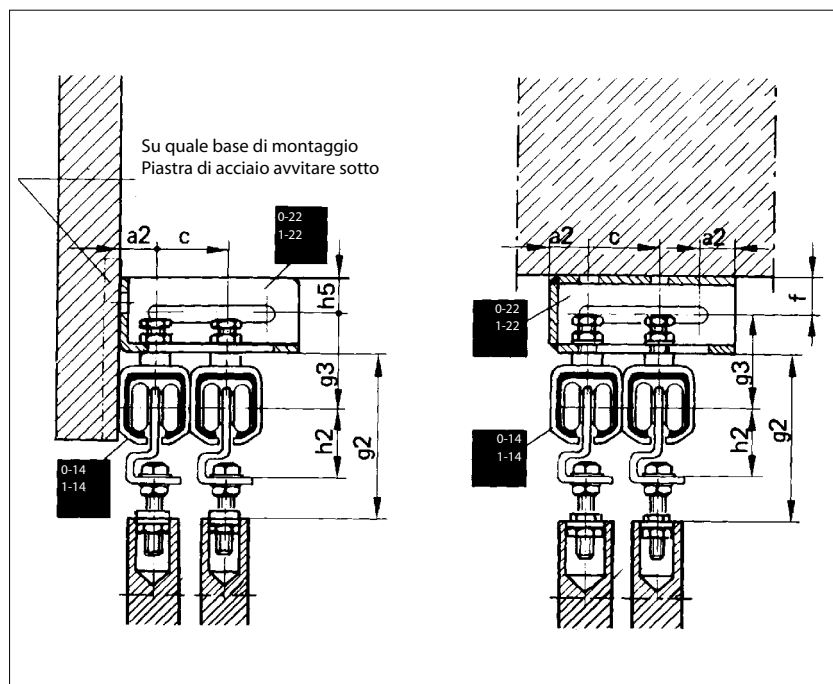 Su quale base di montaggio
Piastra di acciaio avvitare sotto
0-22
1-22
a2
c
h5
g3
h2
g2
0-14
1-14
a2
c
a2
f
0-22
1-22
g3
h2
g2
0-14
1-14